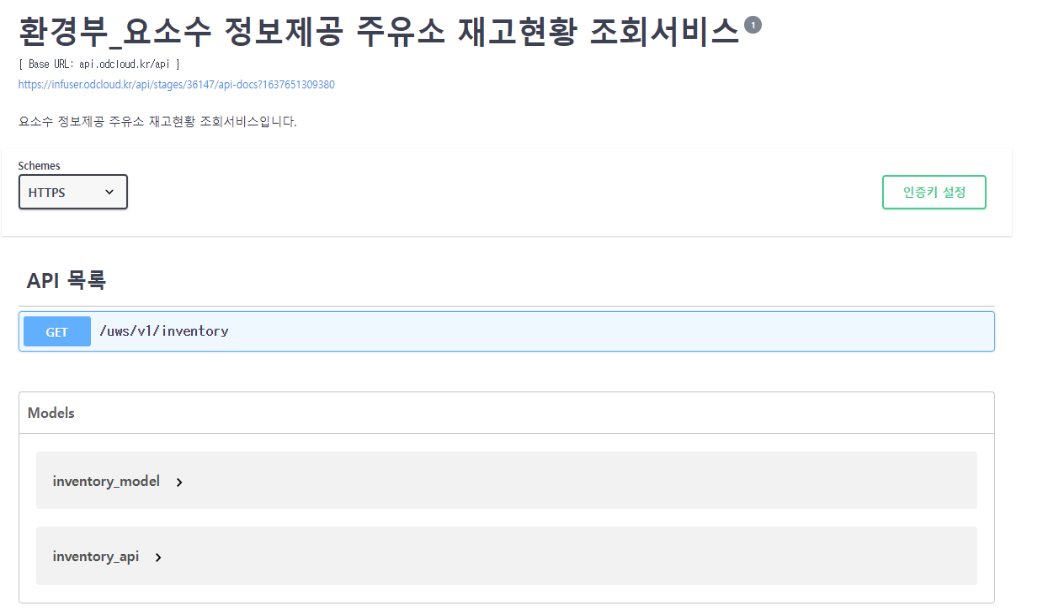 환경부_요소수 정보제공 주유소 재고현황 조회서비스 1
[ Base URL: api.odcloud.kr/api ]
https://infuser.odcloud.kr/api/stages/36147/api-docs?1637651309380
요소수 정보제공 주유소 재고현황 조회서비스입니다.
Schemes
HTTPS
인증키 설정
API 목록
GET /uws/v1/inventory
Models
inventory_model
inventory_api